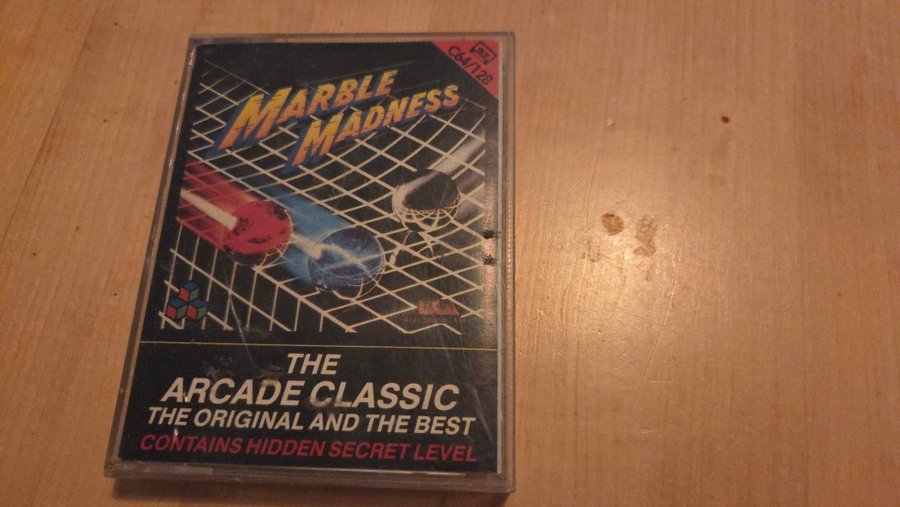 C64/128
MARBLE
MADNESS
THE
ARCADE CLASSIC
THE ORIGINAL AND THE BEST
CONTAINS HIDDEN SECRET LEVEL